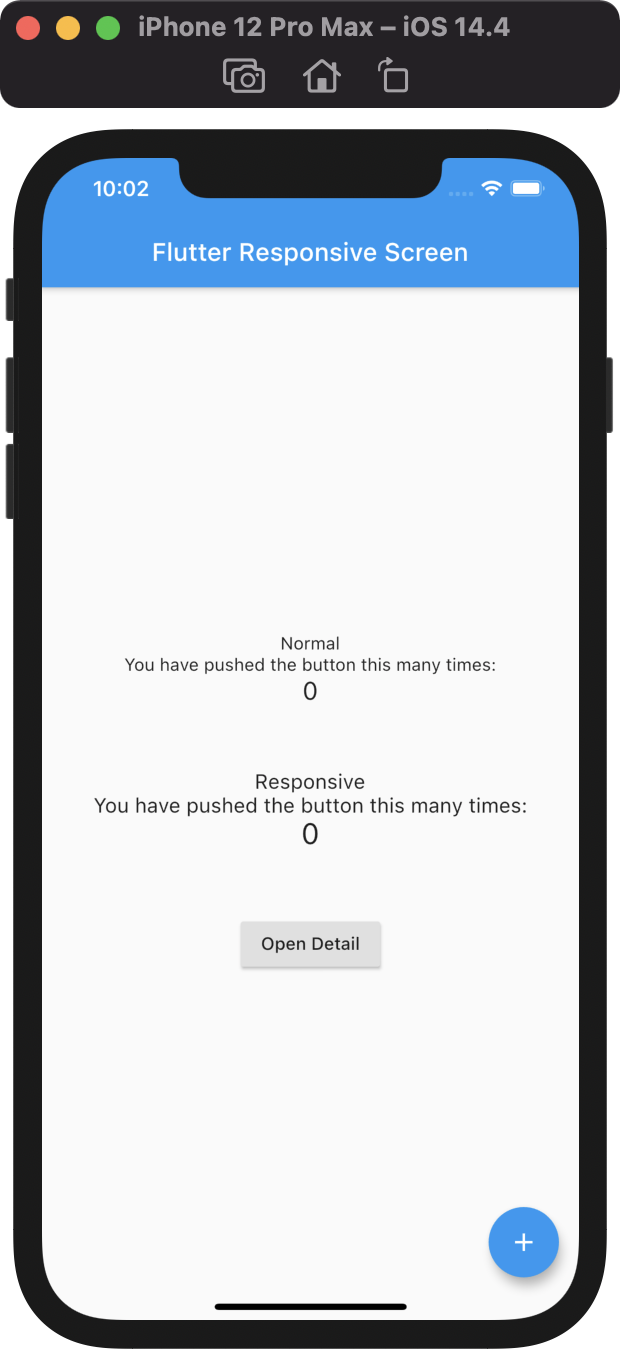 iPhone 12 Pro Max – iOS 14.4
10:02
Flutter Responsive Screen
Normal
You have pushed the button this many times:
0
Responsive
You have pushed the button this many times:
0
Open Detail
+